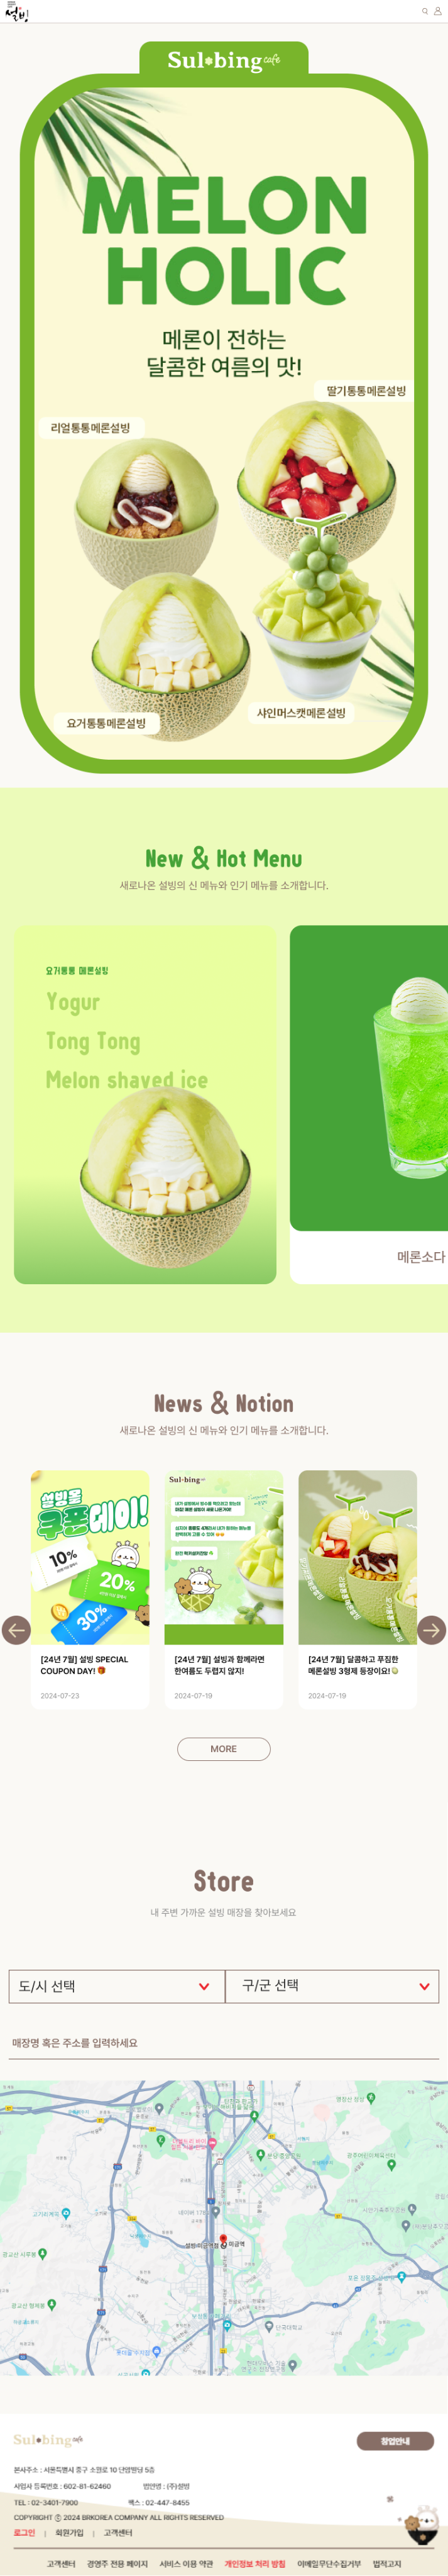 설빙
Sul bing cafe
MELON
HOLIC
메론이 전하는
달콤한 여름의 맛!
딸기통통메론설빙
리얼통통메론설빙
샤인머스캣메론설빙
요거통통메론설빙
New & Hot Menu
새로나온 설빙의 신 메뉴와 인기 메뉴를 소개합니다.
요거통통 메론설빙
Yogur
Tong Tong
Melon shaved ice
메론소다
News & Notion
새로나온 설빙의 신 메뉴와 인기 메뉴를 소개합니다.
설빙몰
쿠폰데이!
10%
20%
30%
Sul bing cafe
[24년 7월] 설빙 SPECIAL
COUPON DAY!
2024-07-23
[24년 7월] 설빙과 함께라면
한여름도 두렵지 않지!
2024-07-19
[24년 7월] 달콤하고 푸짐한
메론설빙 3형제 등장이요!
2024-07-19
MORE
Store
내 주변 가까운 설빙 매장을 찾아보세요
도/시 선택
구/군 선택
매장명 혹은 주소를 입력하세요
미금역
단국대학교
Sul bing cafe
창업안내
본사주소 : 서울특별시 중구 소월로 10 단암빌딩 5층
사업자 등록번호 : 602-81-62460
법인명 : (주)설빙
TEL : 02-3401-7900
팩스 : 02-447-8455
COPYRIGHT ⓒ 2024 BRKOREA COMPANY ALL RIGHTS RESERVED
로그인 | 회원가입 | 고객센터
고객센터 경영주 전용 페이지 서비스 이용 약관 개인정보 처리 방침 이메일무단수집거부 법적고지